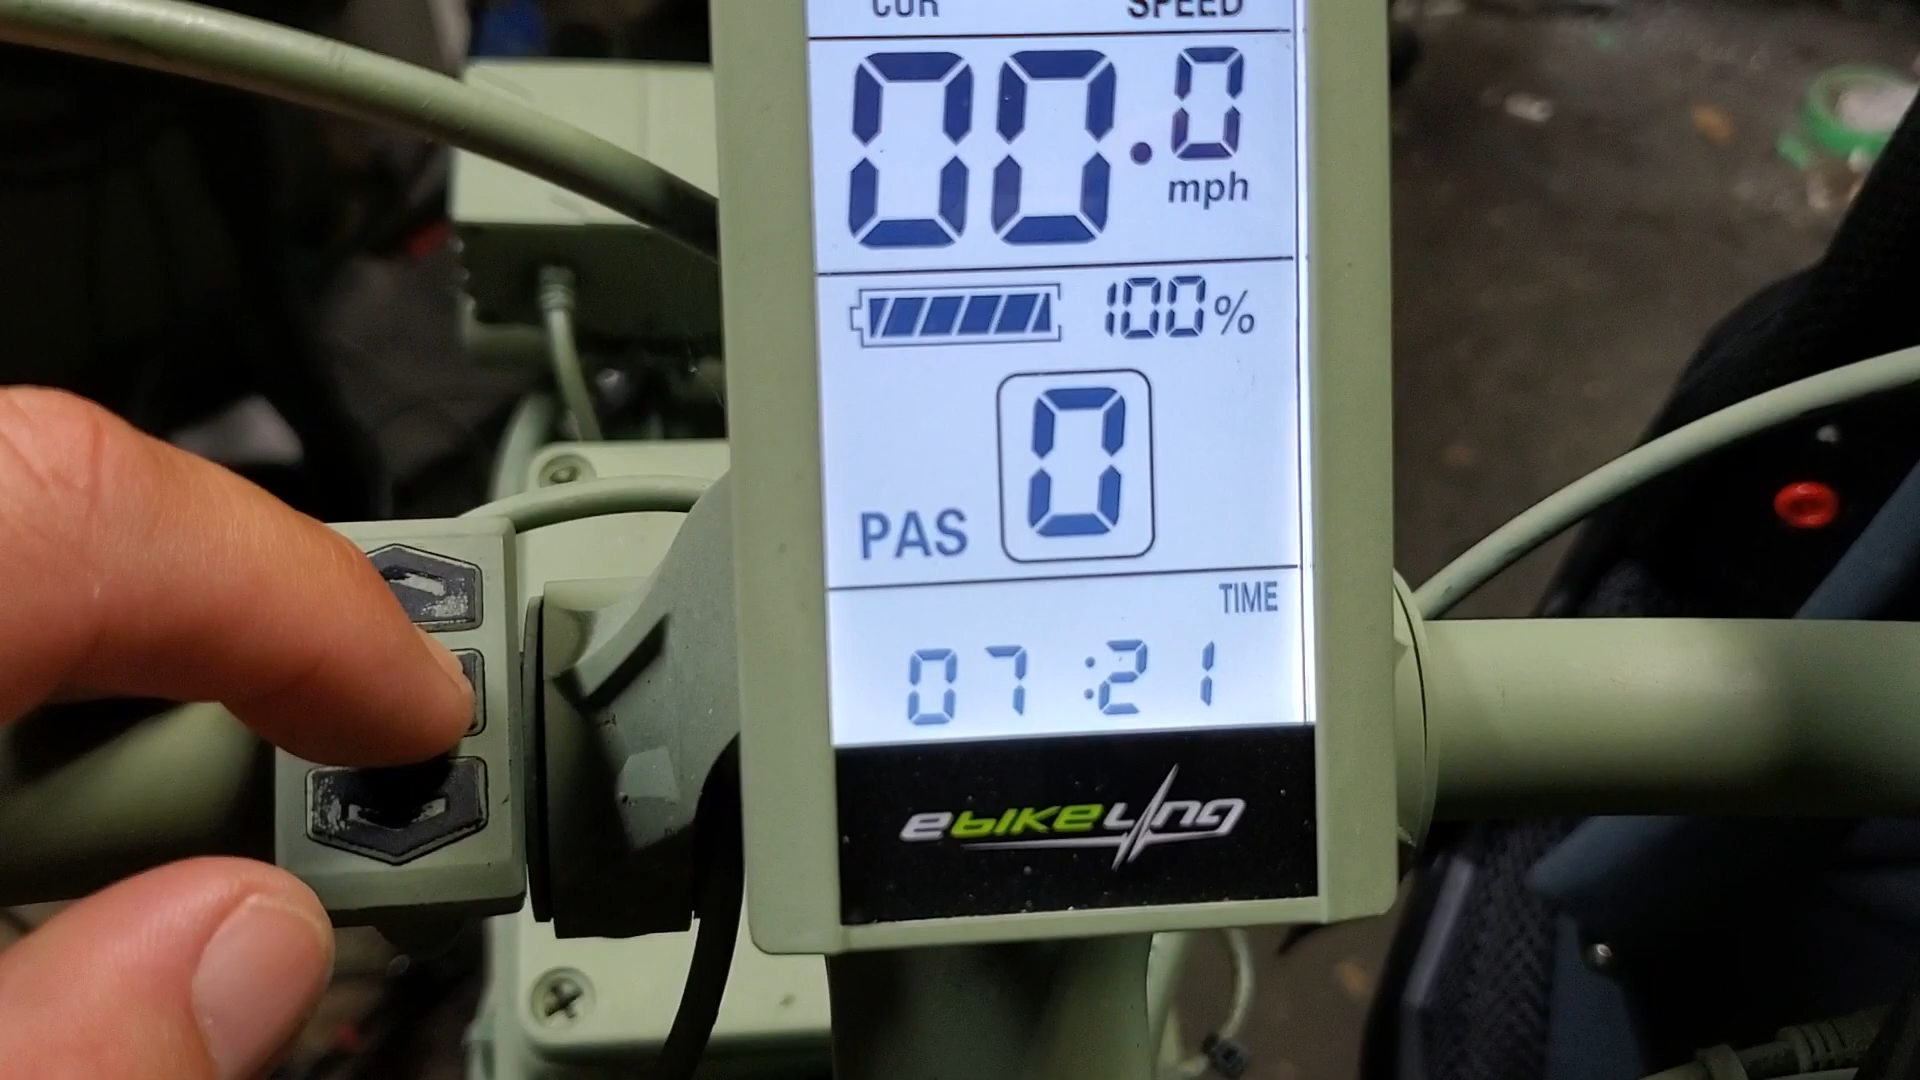 CUR SPEED
00.0
mph
100%
PAS 0
TIME
07:21
ebikeling